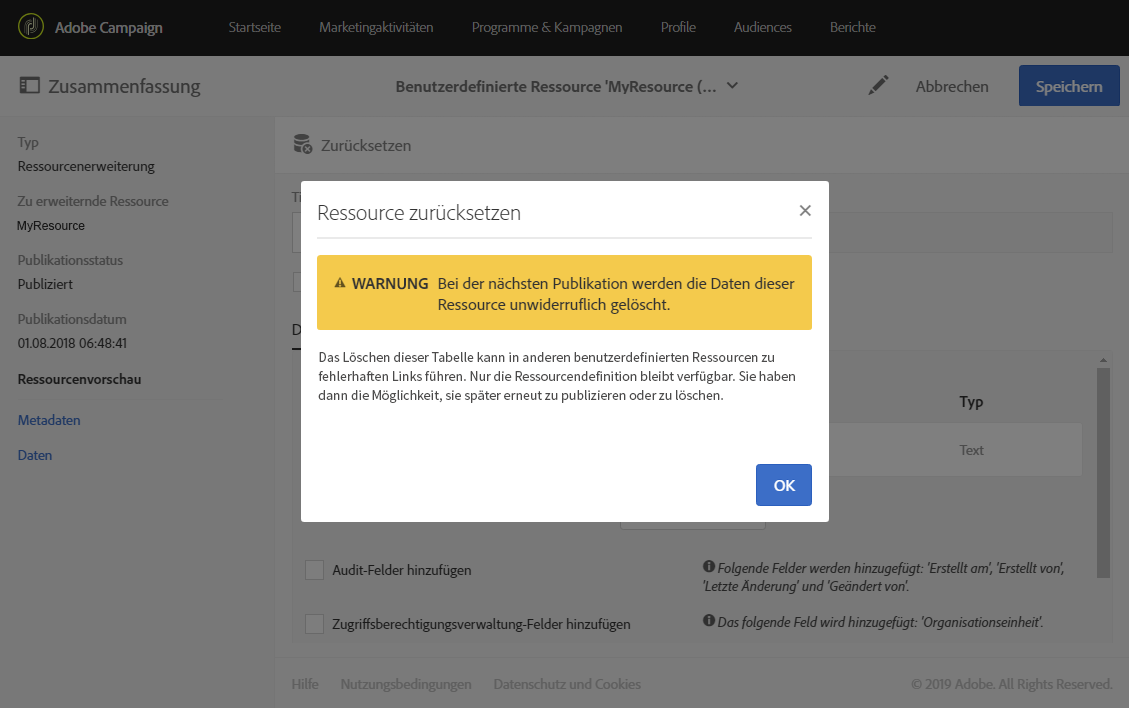 Adobe Campaign
Startseite
Marketingaktivitäten
Programme & Kampagnen
Profile
Audiences
Berichte
Zusammenfassung
Benutzerdefinierte Ressource 'MyResource (...
Abbrechen
Speichern
Typ
Ressourcenerweiterung
Zu erweiternde Ressource
MyResource
Publikationsstatus
Publiziert
Publikationsdatum
01.08.2018 06:48:41
Ressourcenvorschau
Metadaten
Daten
Zurücksetzen
Ressource zurücksetzen
WARNUNG Bei der nächsten Publikation werden die Daten dieser
Ressource unwiderruflich gelöscht.
Das Löschen dieser Tabelle kann in anderen benutzerdefinierten Ressourcen zu
fehlerhaften Links führen. Nur die Ressourcendefinition bleibt verfügbar. Sie haben
dann die Möglichkeit, sie später erneut zu publizieren oder zu löschen.
OK
Typ
Text
Audit-Felder hinzufügen
Folgende Felder werden hinzugefügt: 'Erstellt am', 'Erstellt von',
'Letzte Änderung' und 'Geändert von'.
Zugriffsberechtigungsverwaltung-Felder hinzufügen
Das folgende Feld wird hinzugefügt: 'Organisationseinheit'.
Hilfe
Nutzungsbedingungen
Datenschutz und Cookies
© 2019 Adobe. All Rights Reserved.